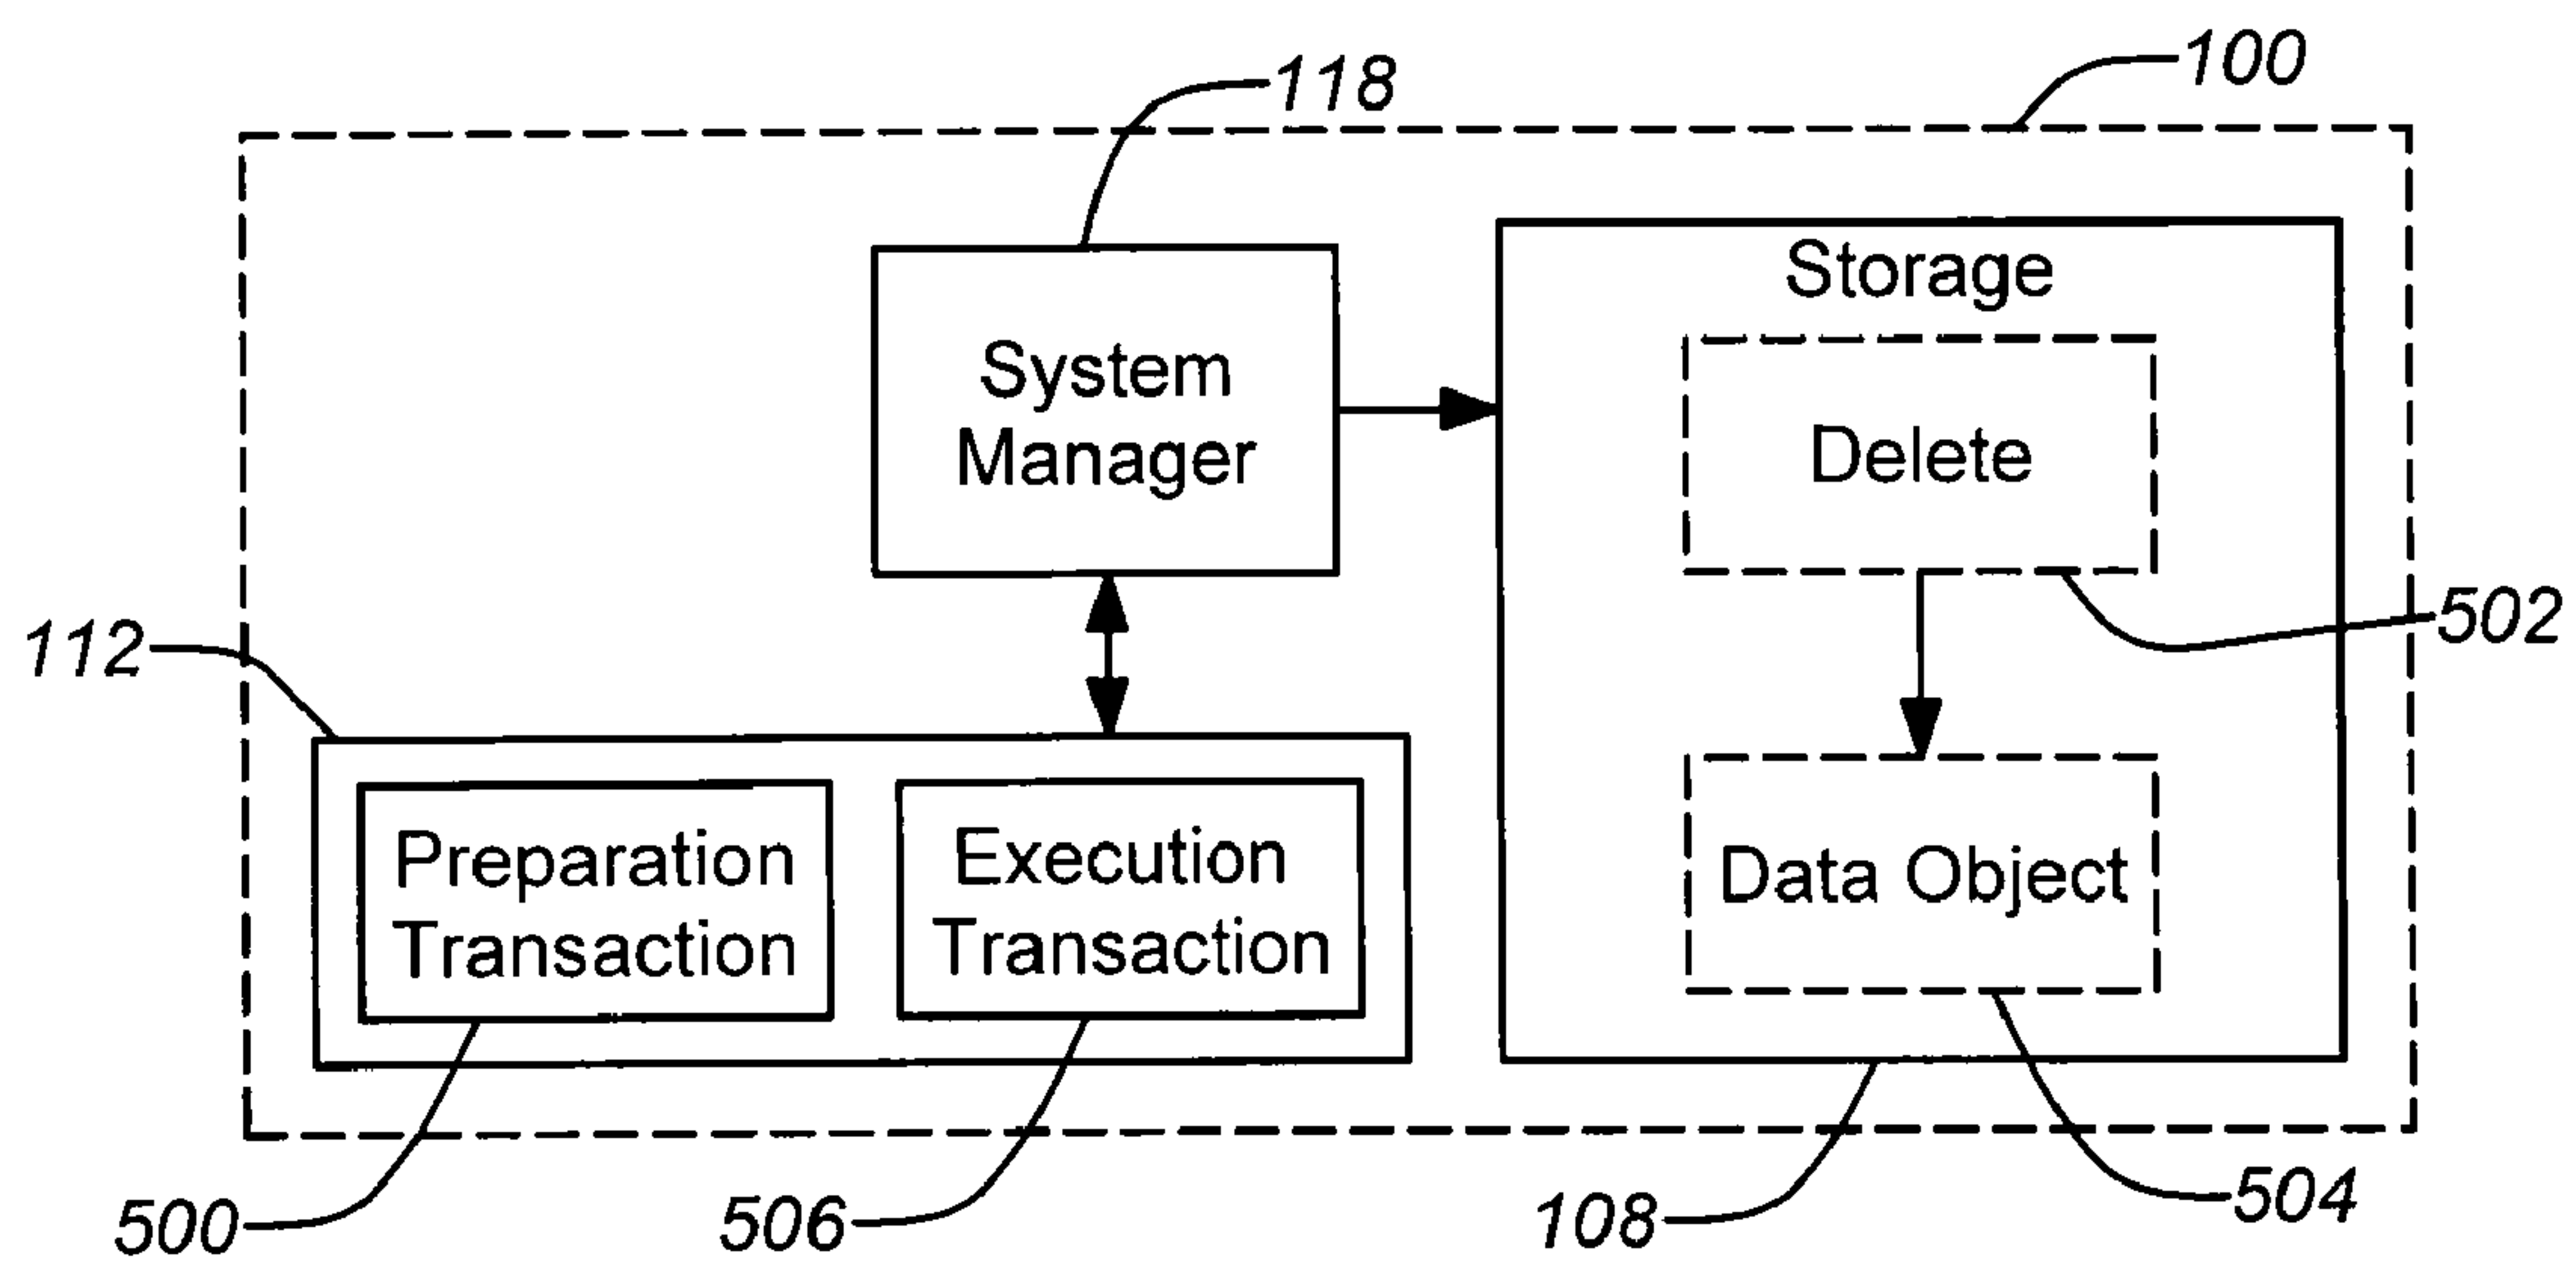 100
118
Storage
System
Manager
Delete
502
112
Preparation
Transaction
Execution
Transaction
Data Object
500
506
108
504